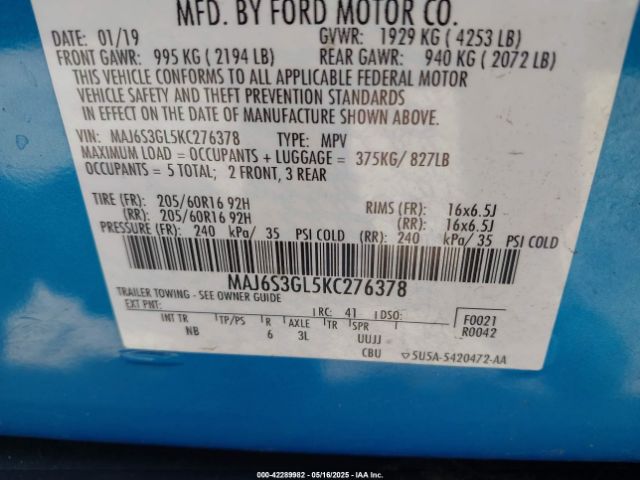 MFD. BY FORD MOTOR CO.
DATE: 01/19 GVWR: 1929 KG ( 4253 LB)
FRONT GAWR: 995 KG ( 2194 LB) REAR GAWR: 940 KG ( 2072 LB)
THIS VEHICLE CONFORMS TO ALL APPLICABLE FEDERAL MOTOR
VEHICLE SAFETY AND THEFT PREVENTION STANDARDS
IN EFFECT ON THE DATE OF MANUFACTURE SHOWN ABOVE.
VIN: MAJ6S3GL5KC276378 TYPE: MPV
MAXIMUM LOAD = OCCUPANTS + LUGGAGE = 375KG/ 827LB
OCCUPANTS = 5 TOTAL; 2 FRONT, 3 REAR
TIRE (FR): 205/60R16 92H RIMS (FR): 16x6.5J
(RR): 205/60R16 92H (RR): 16x6.5J
PRESSURE (FR): 240 kPa/ 35 PSI COLD (RR): 240 kPa/ 35 PSI COLD
MAJ6S3GL5KC276378
TRAILER TOWING - SEE OWNER GUIDE
EXT PNT: RC: 41 DSO: F0021
INT TR TP/PS R AXLE TR SPR R0042
NB 6 3L UUJJ
CBU 5U5A-5420472-AA
000-42289982 - 05/16/2025 - IAA Inc.